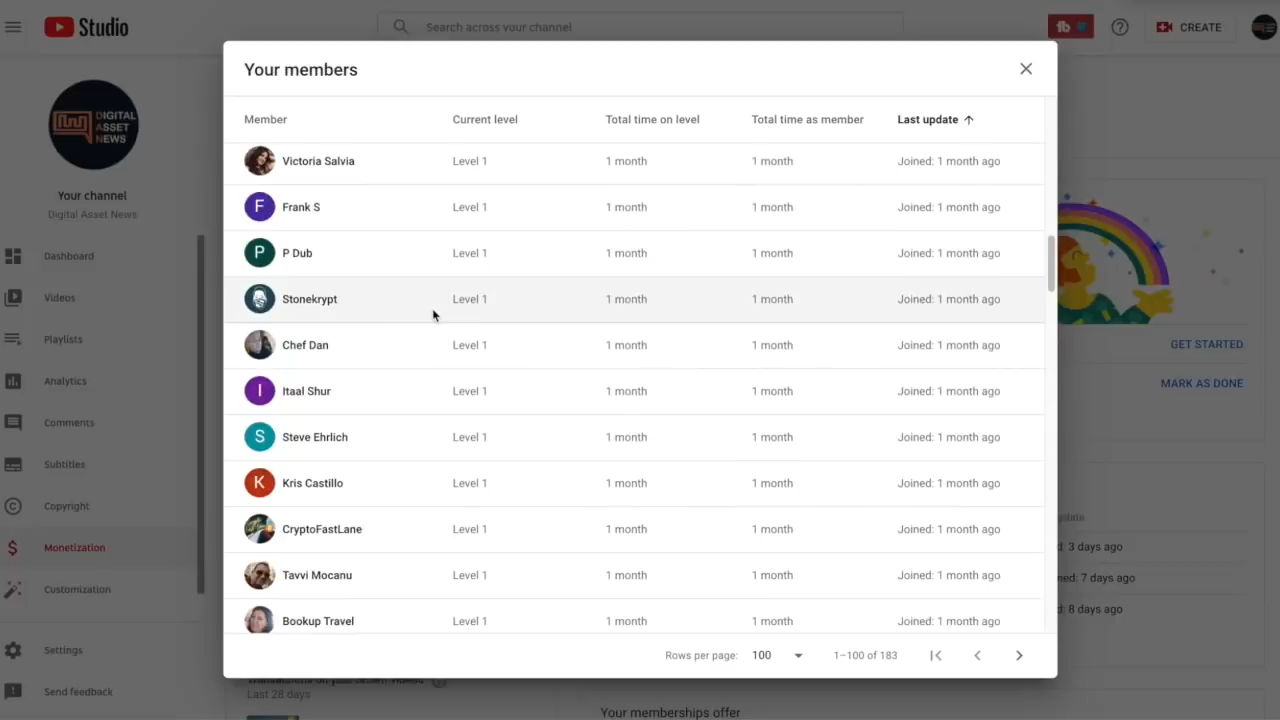 Studio
Search across your channel
CREATE
Your members
Member
Current level
Total time on level
Total time as member
Last update
Victoria Salvia
Level 1
1 month
1 month
Joined: 1 month ago
Frank S
Level 1
1 month
1 month
Joined: 1 month ago
P Dub
Level 1
1 month
1 month
Joined: 1 month ago
Stonekrypt
Level 1
1 month
1 month
Joined: 1 month ago
Chef Dan
Level 1
1 month
1 month
Joined: 1 month ago
Itaal Shur
Level 1
1 month
1 month
Joined: 1 month ago
Steve Ehrlich
Level 1
1 month
1 month
Joined: 1 month ago
Kris Castillo
Level 1
1 month
1 month
Joined: 1 month ago
CryptoFastLane
Level 1
1 month
1 month
Joined: 1 month ago
Tavvi Mocanu
Level 1
1 month
1 month
Joined: 1 month ago
Bookup Travel
Level 1
1 month
1 month
Joined: 1 month ago
Rows per page:
100
1–100 of 183
F
P
I
S
K
DIGITAL
ASSET
NEWS
Your channel
Digital Asset News
Dashboard
Videos
Playlists
Analytics
Comments
Subtitles
Copyright
Monetization
Customization
Settings
Send feedback
GET STARTED
MARK AS DONE
3 days ago
7 days ago
8 days ago
Last 28 days
Your memberships offer